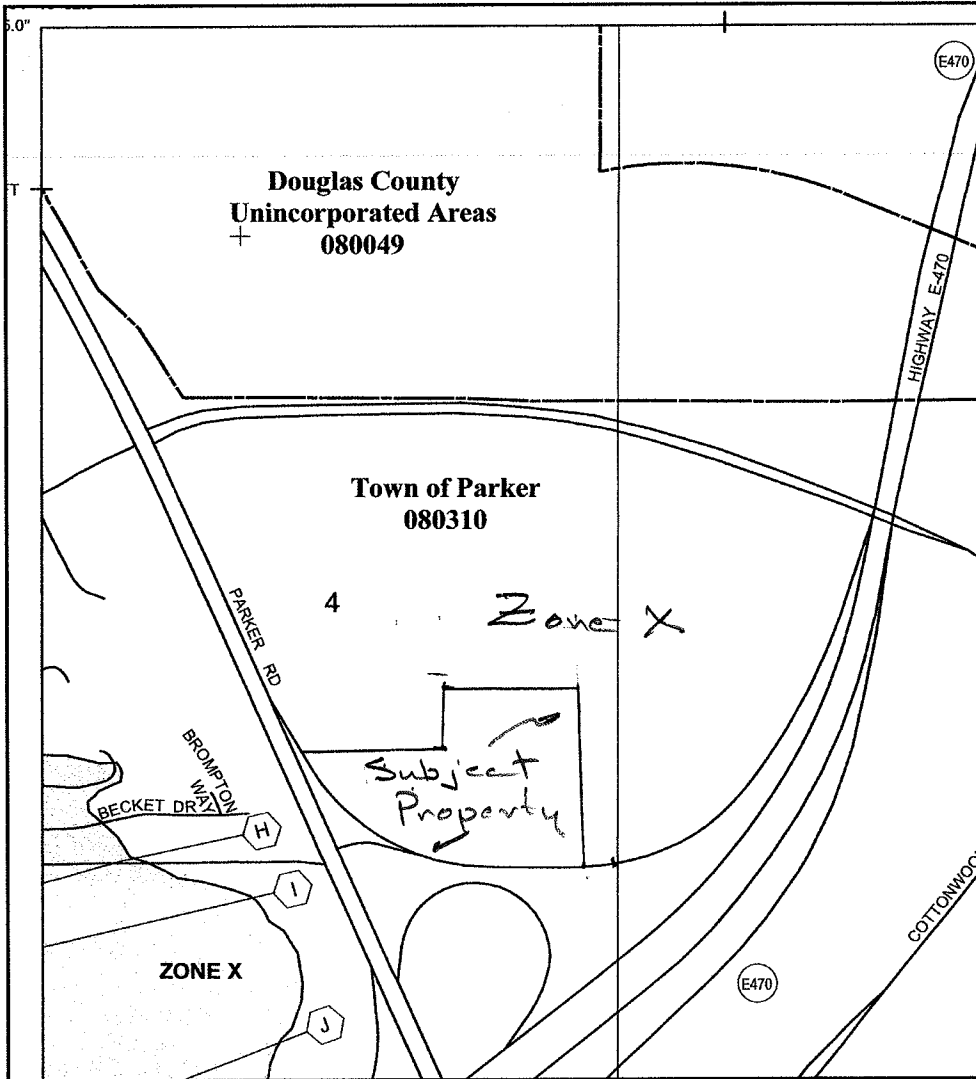 5.0"
E470
FT
Douglas County
Unincorporated Areas
080049
HIGHWAY E-470
Town of Parker
080310
4
Zone X
PARKER RD
Subject
Property
BROMPTON
WAY
BECKET DR
H
I
ZONE X
J
E470